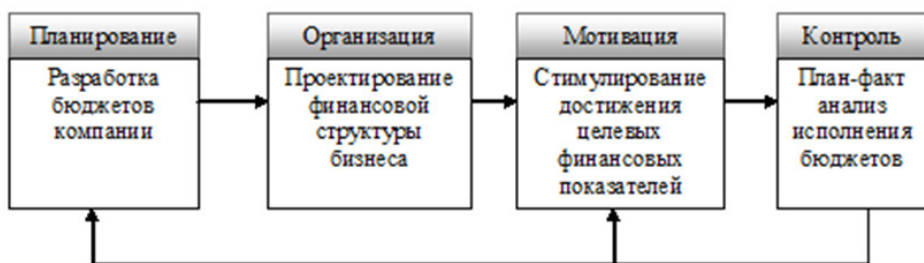 Планирование
Разработка
бюджетов
компании
Организация
Проектирование
финансовой
структуры
бизнеса
Мотивация
Стимулирование
достижения
целевых
финансовых
показателей
Контроль
План-факт
анализ
исполнения
бюджетов